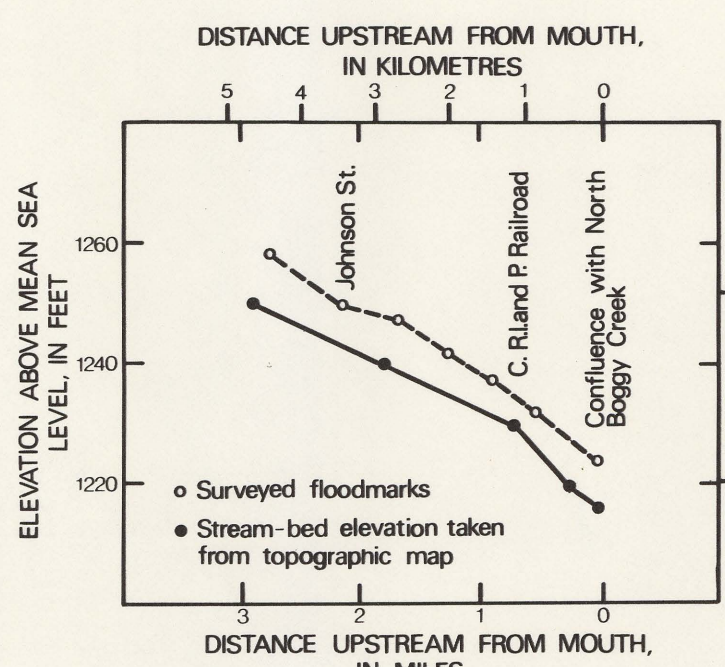 DISTANCE UPSTREAM FROM MOUTH,
IN KILOMETRES
5 4 3 2 1 0
ELEVATION ABOVE MEAN SEA
LEVEL, IN FEET
1260
1240
1220
Johnson St.
C. R.I.and P. Railroad
Confluence with North
Boggy Creek
Surveyed floodmarks
Stream-bed elevation taken
from topographic map
3 2 1 0
DISTANCE UPSTREAM FROM MOUTH,
IN MILES